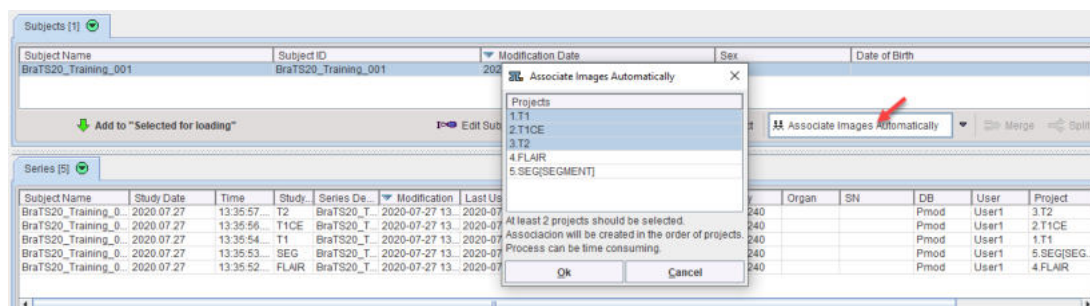 Subjects [1]
Subject Name Subject ID Modification Date Sex Date of Birth
BraTS20_Training_001 BraTS20_Training_001 202
Associate Images Automatically
Projects
1.T1
2.T1CE
3.T2
4.FLAIR
5.SEG[SEGMENT]
At least 2 projects should be selected.
Associacion will be created in the order of projects.
Process can be time consuming.
Ok Cancel
Add to "Selected for loading" Edit Sub Associate Images Automatically Merge Split
Series [5]
Subject Name Study Date Time Study... Series De... Modification Last Us Organ SN DB User Project
BraTS20_Training_0... 2020.07.27 13:35:57... T2 BraTS20_T... 2020-07-27 13... 2020-07 240 Pmod User1 3.T2
BraTS20_Training_0... 2020.07.27 13:35:56... T1CE BraTS20_T... 2020-07-27 13... 2020-07 240 Pmod User1 2.T1CE
BraTS20_Training_0... 2020.07.27 13:35:54... T1 BraTS20_T... 2020-07-27 13... 2020-07 240 Pmod User1 1.T1
BraTS20_Training_0... 2020.07.27 13:35:53... SEG BraTS20_T... 2020-07-27 13... 2020-07 240 Pmod User1 5.SEG[SEG...
BraTS20_Training_0... 2020.07.27 13:35:52... FLAIR BraTS20_T... 2020-07-27 13... 2020-07 240 Pmod User1 4.FLAIR